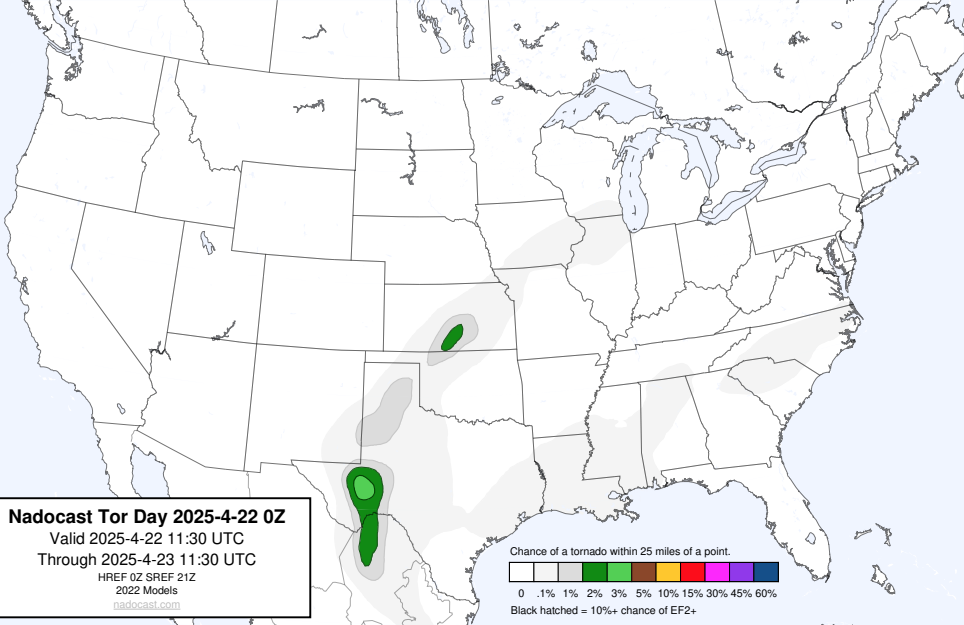 Nadocast Tor Day 2025-4-22 0Z
Valid 2025-4-22 11:30 UTC
Through 2025-4-23 11:30 UTC
HREF 0Z SREF 21Z
2022 Models
nadocast.com
Chance of a tornado within 25 miles of a point.
0 .1% 1% 2% 3% 5% 10% 15% 30% 45% 60%
Black hatched = 10%+ chance of EF2+